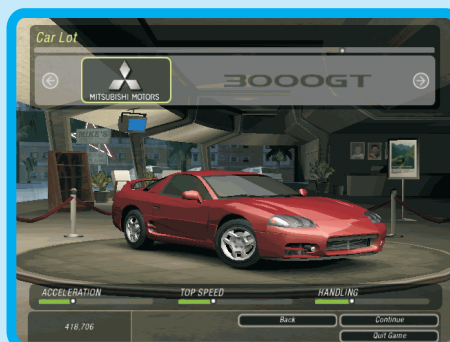 Car Lot
MITSUBISHI MOTORS
3000GT
ACCELERATION TOP SPEED HANDLING
418,706
Back Continue
Quit Game